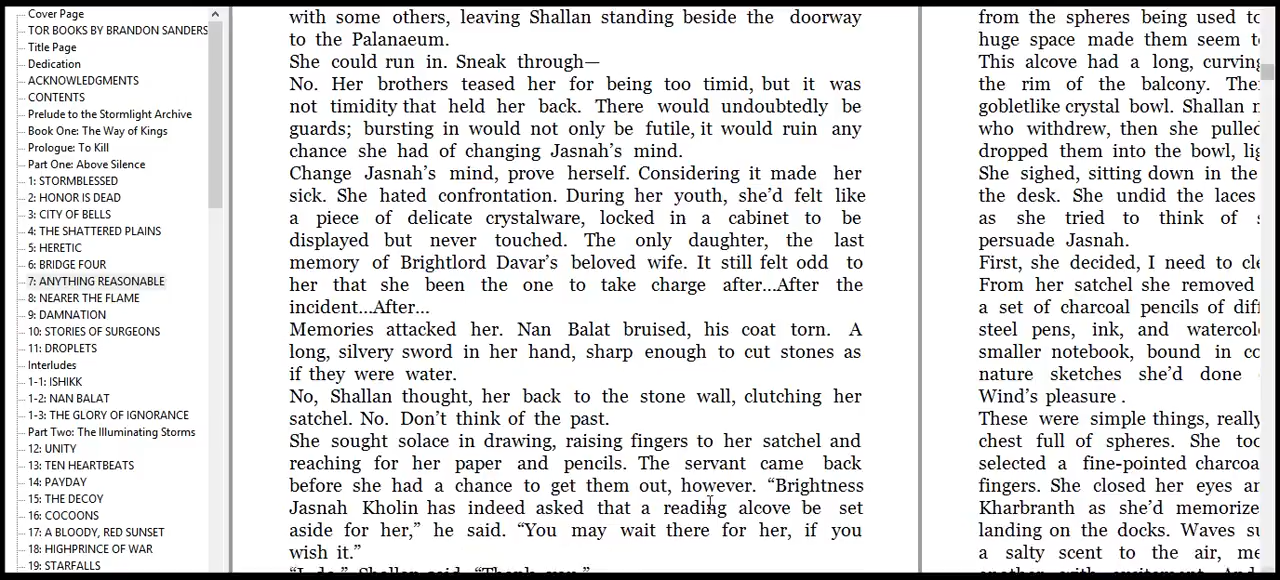 Cover Page
TOR BOOKS BY BRANDON SANDERS
Title Page
Dedication
ACKNOWLEDGMENTS
CONTENTS
Prelude to the Stormlight Archive
Book One: The Way of Kings
Prologue: To Kill
Part One: Above Silence
1: STORMBLESSED
2: HONOR IS DEAD
3: CITY OF BELLS
4: THE SHATTERED PLAINS
5: HERETIC
6: BRIDGE FOUR
7: ANYTHING REASONABLE
8: NEARER THE FLAME
9: DAMNATION
10: STORIES OF SURGEONS
11: DROPLETS
Interludes
1-1: ISHIKK
1-2: NAN BALAT
1-3: THE GLORY OF IGNORANCE
Part Two: The Illuminating Storms
12: UNITY
13: TEN HEARTBEATS
14: PAYDAY
15: THE DECOY
16: COCOONS
17: A BLOODY, RED SUNSET
18: HIGHPRINCE OF WAR
19: STARFALLS
with some others, leaving Shallan standing beside the doorway
to the Palanaeum.
She could run in. Sneak through—
No. Her brothers teased her for being too timid, but it was
not timidity that held her back. There would undoubtedly be
guards; bursting in would not only be futile, it would ruin any
chance she had of changing Jasnah’s mind.
Change Jasnah’s mind, prove herself. Considering it made her
sick. She hated confrontation. During her youth, she’d felt like
a piece of delicate crystalware, locked in a cabinet to be
displayed but never touched. The only daughter, the last
memory of Brightlord Davar’s beloved wife. It still felt odd to
her that she been the one to take charge after…After the
incident…After…
Memories attacked her. Nan Balat bruised, his coat torn. A
long, silvery sword in her hand, sharp enough to cut stones as
if they were water.
No, Shallan thought, her back to the stone wall, clutching her
satchel. No. Don’t think of the past.
She sought solace in drawing, raising fingers to her satchel and
reaching for her paper and pencils. The servant came back
before she had a chance to get them out, however. “Brightness
Jasnah Kholin has indeed asked that a reading alcove be set
aside for her,” he said. “You may wait there for her, if you
wish it.”
“I do,” Shallan said. “Thank you.”
from the spheres being used to
huge space made them seem
This alcove had a long, curving
the rim of the balcony.
gobletlike crystal bowl. Shallan
who withdrew, then she pulled
dropped them into the bowl,
She sighed, sitting down in the
the desk. She undid the laces
as she tried to think of
persuade Jasnah.
First, she decided, I need to
From her satchel she removed
a set of charcoal pencils of
steel pens, ink, and
smaller notebook, bound in
nature sketches she’d done
Wind’s pleasure .
These were simple things, really
chest full of spheres. She
selected a fine-pointed
fingers. She closed her eyes
Kharbranth as she’d
landing on the docks. Waves
a salty scent to the air,
another with excitement.